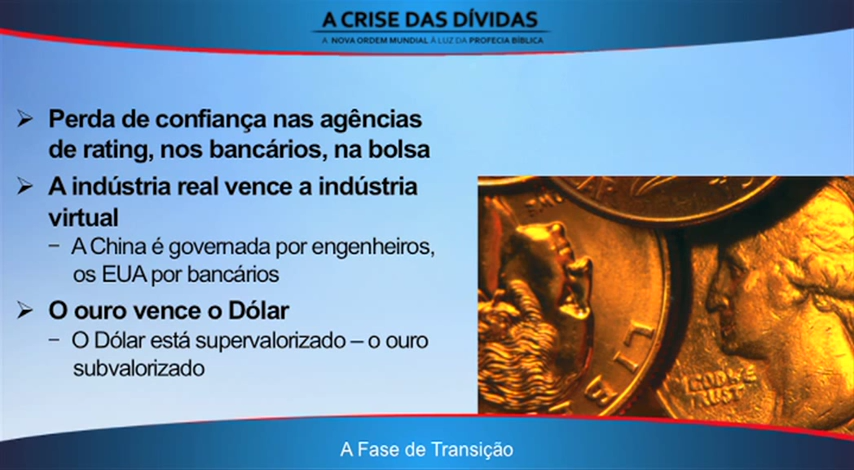 A CRISE DAS DÍVIDAS
A NOVA ORDEM MUNDIAL À LUZ DA PROFECIA BÍBLICA
➢ Perda de confiança nas agências
de rating, nos bancários, na bolsa
➢ A indústria real vence a indústria
virtual
− A China é governada por engenheiros,
os EUA por bancários
➢ O ouro vence o Dólar
− O Dólar está supervalorizado – o ouro
subvalorizado
LIBE
TRUST
A Fase de Transição